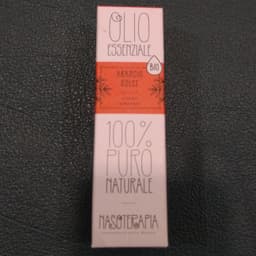 OLIO
ESSENZIALE
BIO
ARANCIO
DOLCE
100%
PURO
NATURALE
NASOTERAPIA